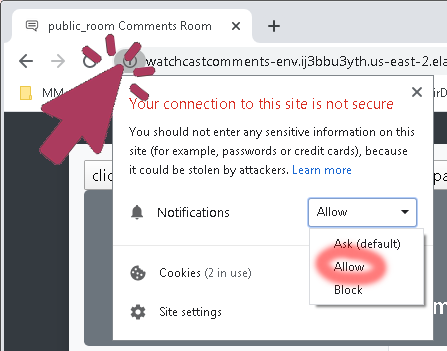 public_room Comments Room
watchcastcomments-env.ij3bbu3yth.us-east-2.ela
MM
irD
Your connection to this site is not secure
You should not enter any sensitive information on this
site (for example, passwords or credit cards), because
it could be stolen by attackers. Learn more
clic
pa
Notifications
Allow
Ask (default)
Allow
Block
Cookies (2 in use)
Site settings
m